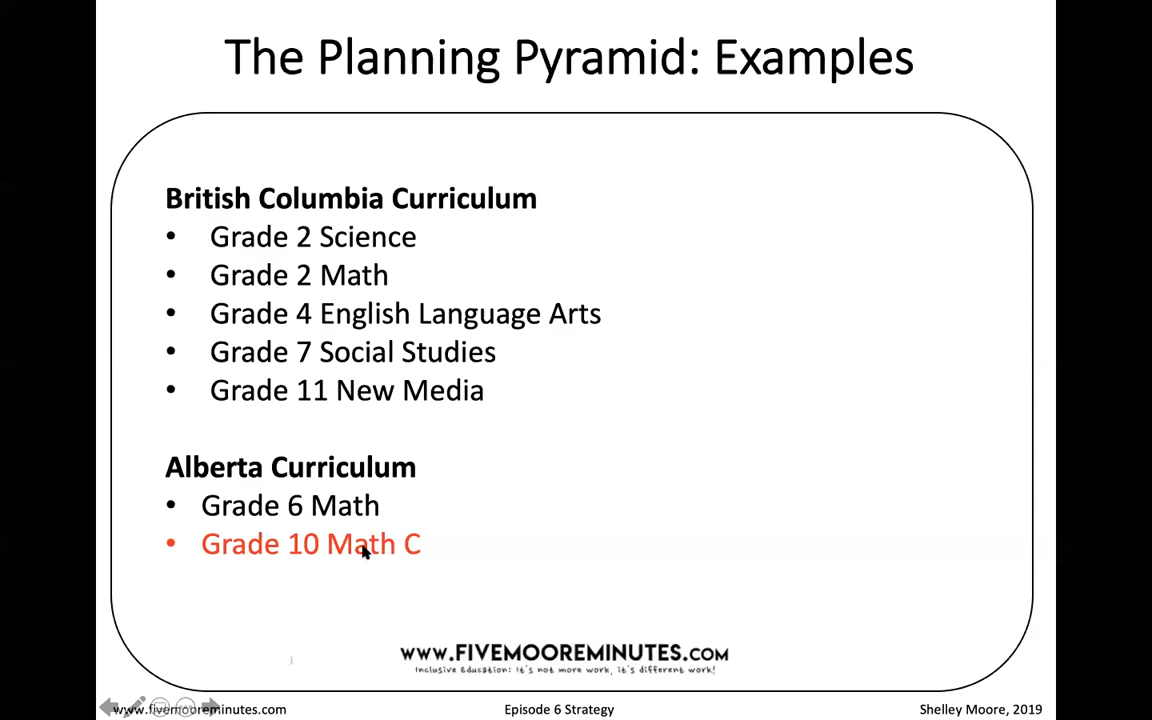 The Planning Pyramid: Examples
British Columbia Curriculum
• Grade 2 Science
• Grade 2 Math
• Grade 4 English Language Arts
• Grade 7 Social Studies
• Grade 11 New Media
Alberta Curriculum
• Grade 6 Math
• Grade 10 Math C
WWW.FIVEMOOREMINUTES.COM
Inclusive Education: It's not more work, it's different work!
www.fivemooreminutes.com
Episode 6 Strategy
Shelley Moore, 2019